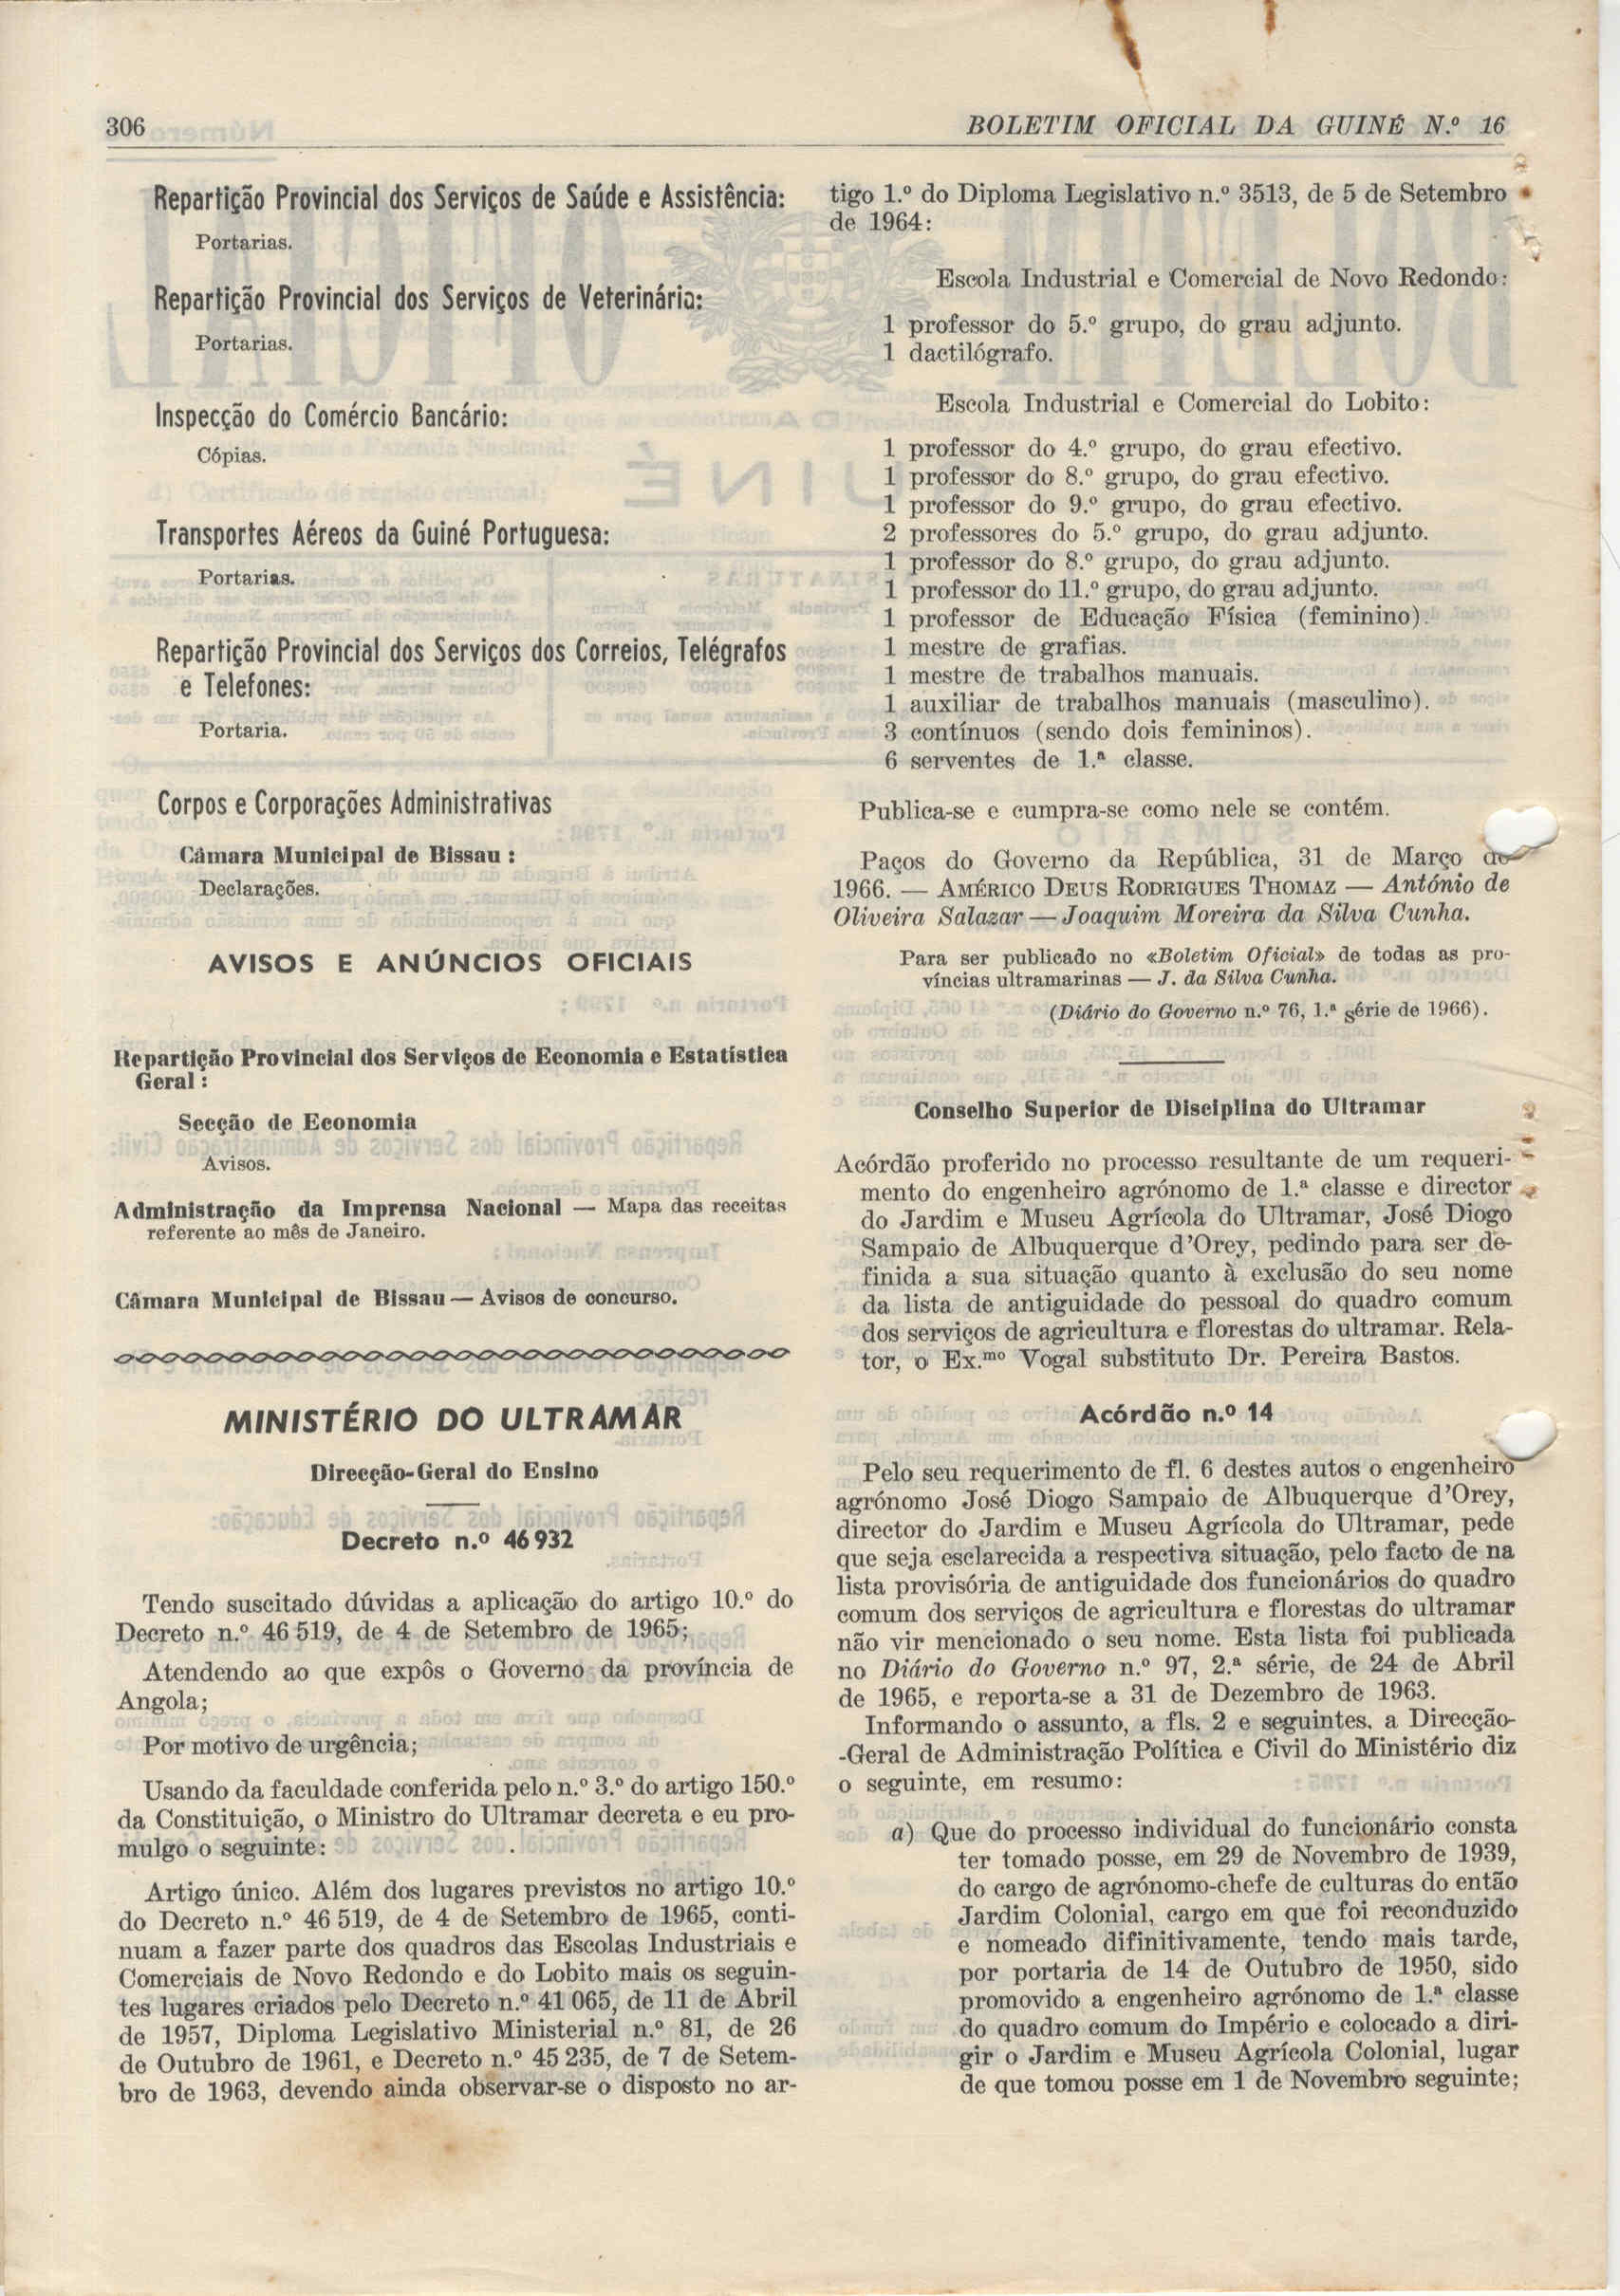 306
BOLETIM OFICIAL DA GUINÉ N.º 16
Repartição Provincial dos Serviços de Saúde e Assistência:
Portarias.
Repartição Provincial dos Serviços de Veterinária:
Portarias.
Inspecção do Comércio Bancário:
Cópias.
Transportes Aéreos da Guiné Portuguesa:
Portarias.
Repartição Provincial dos Serviços dos Correios, Telégrafos
e Telefones:
Portaria.
Corpos e Corporações Administrativas
Câmara Municipal de Bissau :
Declarações.
AVISOS E ANÚNCIOS OFICIAIS
Repartição Provincial dos Serviços de Economia e Estatística
Geral :
Secção de Economia
Avisos.
Administração da Imprensa Nacional — Mapa das receitas
referente ao mês de Janeiro.
Câmara Municipal de Bissau — Avisos de concurso.
MINISTÉRIO DO ULTRAMAR
Direcção-Geral do Ensino
Decreto n.º 46 932
Tendo suscitado dúvidas a aplicação do artigo 10.º do
Decreto n.º 46 519, de 4 de Setembro de 1965;
Atendendo ao que expôs o Governo da província de
Angola;
Por motivo de urgência;
Usando da faculdade conferida pelo n.º 3.º do artigo 150.º
da Constituição, o Ministro do Ultramar decreta e eu pro-
mulgo o seguinte:
Artigo único. Além dos lugares previstos no artigo 10.º
do Decreto n.º 46 519, de 4 de Setembro de 1965, conti-
nuam a fazer parte dos quadros das Escolas Industriais e
Comerciais de Novo Redondo e do Lobito mais os seguin-
tes lugares criados pelo Decreto n.º 41 065, de 11 de Abril
de 1957, Diploma Legislativo Ministerial n.º 81, de 26
de Outubro de 1961, e Decreto n.º 45 235, de 7 de Setem-
bro de 1963, devendo ainda observar-se o disposto no ar-
tigo 1.º do Diploma Legislativo n.º 3513, de 5 de Setembro
de 1964:
Escola Industrial e Comercial de Novo Redondo:
1 professor do 5.º grupo, do grau adjunto.
1 dactilógrafo.
Escola Industrial e Comercial do Lobito:
1 professor do 4.º grupo, do grau efectivo.
1 professor do 8.º grupo, do grau efectivo.
1 professor do 9.º grupo, do grau efectivo.
2 professores do 5.º grupo, do grau adjunto.
1 professor do 8.º grupo, do grau adjunto.
1 professor do 11.º grupo, do grau adjunto.
1 professor de Educação Física (feminino).
1 mestre de grafias.
1 mestre de trabalhos manuais.
1 auxiliar de trabalhos manuais (masculino).
3 contínuos (sendo dois femininos).
6 serventes de 1.ª classe.
Publica-se e cumpra-se como nele se contém.
Paços do Governo da República, 31 de Março de
1966. — AMÉRICO DEUS RODRIGUES THOMAZ — António de
Oliveira Salazar — Joaquim Moreira da Silva Cunha.
Para ser publicado no «Boletim Oficial» de todas as pro-
víncias ultramarinas — J. da Silva Cunha.
(Diário do Governo n.º 76, 1.ª série de 1966).
Conselho Superior de Disciplina do Ultramar
Acórdão proferido no processo resultante de um requeri-
mento do engenheiro agrónomo de 1.ª classe e director
do Jardim e Museu Agrícola do Ultramar, José Diogo
Sampaio de Albuquerque d'Orey, pedindo para ser de-
finida a sua situação quanto à exclusão do seu nome
da lista de antiguidade do pessoal do quadro comum
dos serviços de agricultura e florestas do ultramar. Rela-
tor, o Ex.mo Vogal substituto Dr. Pereira Bastos.
Acórdão n.º 14
Pelo seu requerimento de fl. 6 destes autos o engenheiro
agrónomo José Diogo Sampaio de Albuquerque d'Orey,
director do Jardim e Museu Agrícola do Ultramar, pede
que seja esclarecida a respectiva situação, pelo facto de na
lista provisória de antiguidade dos funcionários do quadro
comum dos serviços de agricultura e florestas do ultramar
não vir mencionado o seu nome. Esta lista foi publicada
no Diário do Governo n.º 97, 2.ª série, de 24 de Abril
de 1965, e reporta-se a 31 de Dezembro de 1963.
Informando o assunto, a fls. 2 e seguintes, a Direcção-
-Geral de Administração Política e Civil do Ministério diz
o seguinte, em resumo:
a) Que do processo individual do funcionário consta
ter tomado posse, em 29 de Novembro de 1939,
do cargo de agrónomo-chefe de culturas do então
Jardim Colonial, cargo em que foi reconduzido
e nomeado difinitivamente, tendo mais tarde,
por portaria de 14 de Outubro de 1950, sido
promovido a engenheiro agrónomo de 1.ª classe
do quadro comum do Império e colocado a diri-
gir o Jardim e Museu Agrícola Colonial, lugar
de que tomou posse em 1 de Novembro seguinte;